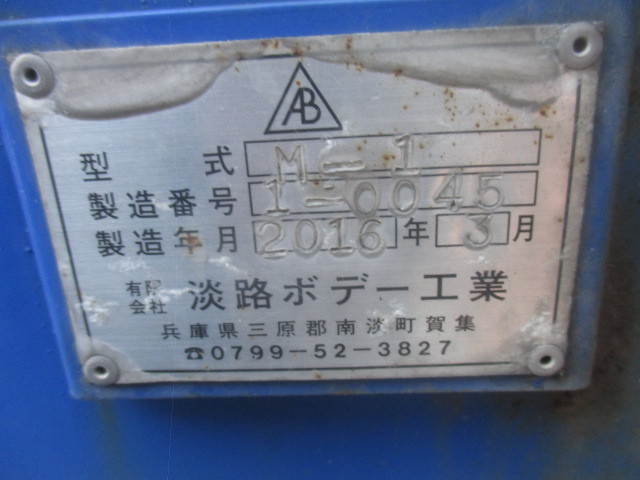 AB
型式 M-1
製造番号 1-0045
製造年月 2016年 3月
有限会社 淡路ボデー工業
兵庫県三原郡南淡町賀集
☎0799-52-3827